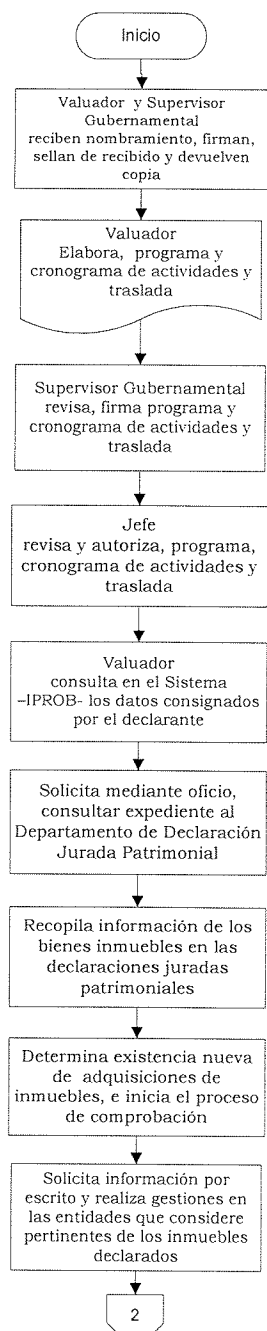 Inicio
Valuador y Supervisor
Gubernamental
reciben nombramiento, firman,
sellan de recibido y devuelven
copia
Valuador
Elabora, programa y
cronograma de actividades y
traslada
Supervisor Gubernamental
revisa, firma programa y
cronograma de actividades y
traslada
Jefe
revisa y autoriza, programa,
cronograma de actividades y
traslada
Valuador
consulta en el Sistema
–IPROB- los datos consignados
por el declarante
Solicita mediante oficio,
consultar expediente al
Departamento de Declaración
Jurada Patrimonial
Recopila información de los
bienes inmuebles en las
declaraciones juradas
patrimoniales
Determina existencia nueva
de adquisiciones de
inmuebles, e inicia el proceso
de comprobación
Solicita información por
escrito y realiza gestiones en
las entidades que considere
pertinentes de los inmuebles
declarados
2